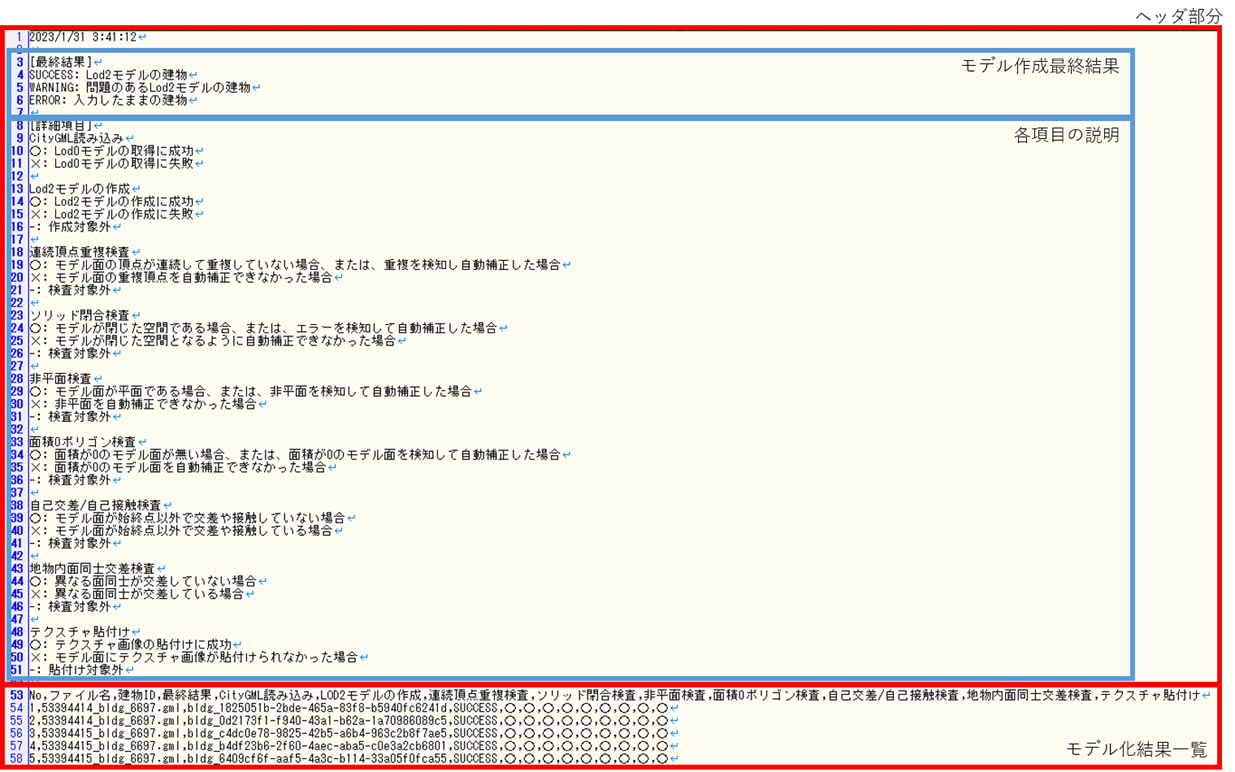 ヘッダ部分
1 2023/1/31 3:41:12↵
3 [最終結果]↵
モデル作成最終結果
4 SUCCESS: Lod2モデルの建物↵
5 WARNING: 問題のあるLod2モデルの建物↵
6 ERROR: 入力したままの建物↵
7 ↵
8 [詳細項目]↵
各項目の説明
9 CityGML読み込み↵
10 〇: Lod0モデルの取得に成功↵
11 ×: Lod0モデルの取得に失敗↵
12 ↵
13 Lod2モデルの作成↵
14 〇: Lod2モデルの作成に成功↵
15 ×: Lod2モデルの作成に失敗↵
16 -: 作成対象外↵
17 ↵
18 連続頂点重複検査↵
19 〇: モデル面の頂点が連続して重複していない場合、または、重複を検知し自動補正した場合↵
20 ×: モデル面の重複頂点を自動補正できなかった場合↵
21 -: 検査対象外↵
22 ↵
23 ソリッド閉合検査↵
24 〇: モデルが閉じた空間である場合、または、エラーを検知して自動補正した場合↵
25 ×: モデルが閉じた空間となるように自動補正できなかった場合↵
26 -: 検査対象外↵
27 ↵
28 非平面検査↵
29 〇: モデル面が平面である場合、または、非平面を検知して自動補正した場合↵
30 ×: 非平面を自動補正できなかった場合↵
31 -: 検査対象外↵
32 ↵
33 面積0ポリゴン検査↵
34 〇: 面積が0のモデル面が無い場合、または、面積が0のモデル面を検知して自動補正した場合↵
35 ×: 面積が0のモデル面を自動補正できなかった場合↵
36 -: 検査対象外↵
37 ↵
38 自己交差/自己接触検査↵
39 〇: モデル面が始終点以外で交差や接触していない場合↵
40 ×: モデル面が始終点以外で交差や接触している場合↵
41 -: 検査対象外↵
42 ↵
43 地物内面同士交差検査↵
44 〇: 異なる面同士が交差していない場合↵
45 ×: 異なる面同士が交差している場合↵
46 -: 検査対象外↵
47 ↵
48 テクスチャ貼付け↵
49 〇: テクスチャ画像の貼付けに成功↵
50 ×: モデル面にテクスチャ画像が貼付けられなかった場合↵
51 -: 貼付け対象外↵
53 No,ファイル名,建物ID,最終結果,CityGML読み込み,LOD2モデルの作成,連続頂点重複検査,ソリッド閉合検査,非平面検査,面積0ポリゴン検査,自己交差/自己接触検査,地物内面同士交差検査,テクスチャ貼付け↵
54 1,53394414_bldg_6697.gml,bldg_1825051b-2bde-465a-83f8-b5940fc6241d,SUCCESS,〇,〇,〇,〇,〇,〇,〇,〇,〇↵
55 2,53394414_bldg_6697.gml,bldg_0d2173f1-f940-43a1-b62a-1a70986089c5,SUCCESS,〇,〇,〇,〇,〇,〇,〇,〇,〇↵
56 3,53394415_bldg_6697.gml,bldg_c4dc0e78-9825-42b5-a6b4-963c2b8f7ae5,SUCCESS,〇,〇,〇,〇,〇,〇,〇,〇,〇↵
57 4,53394415_bldg_6697.gml,bldg_b4df23b6-2f60-4aec-aba5-c0e3a2cb6801,SUCCESS,〇,〇,〇,〇,〇,〇,〇,〇,〇↵
58 5,53394415_bldg_6697.gml,bldg_6409cf6f-aaf5-4a3c-b114-33a05f0fca55,SUCCESS,〇,〇,〇,〇,〇,〇,〇,〇,〇↵
モデル化結果一覧